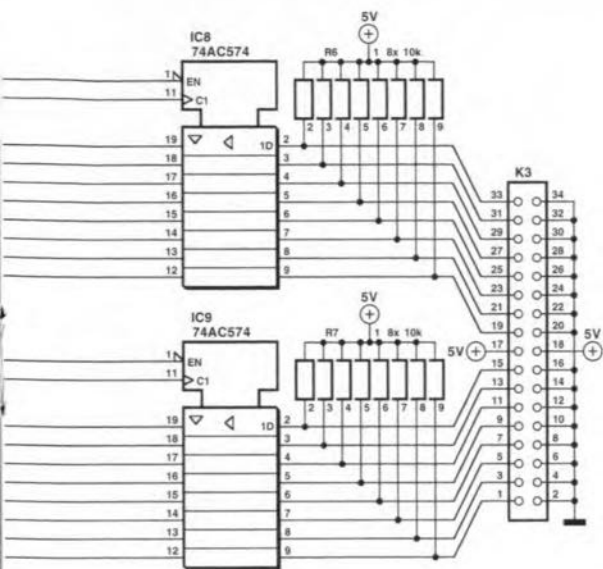 5V
IC8
74AC574
R6 1 8x 10k
1 EN
11 C1
2 3 4 5 6 7 8 9
19 1D 2
18 3
17 4
16 5
15 6
14 7
13 8
12 9
K3
33 34
31 32
29 30
27 28
25 26
23 24
21 22
19 20
5V 17 18 5V
15 16
13 14
11 12
9 10
7 8
5 6
3 4
1 2
5V
IC9
74AC574
R7 1 8x 10k
1 EN
11 C1
2 3 4 5 6 7 8 9
19 1D 2
18 3
17 4
16 5
15 6
14 7
13 8
12 9